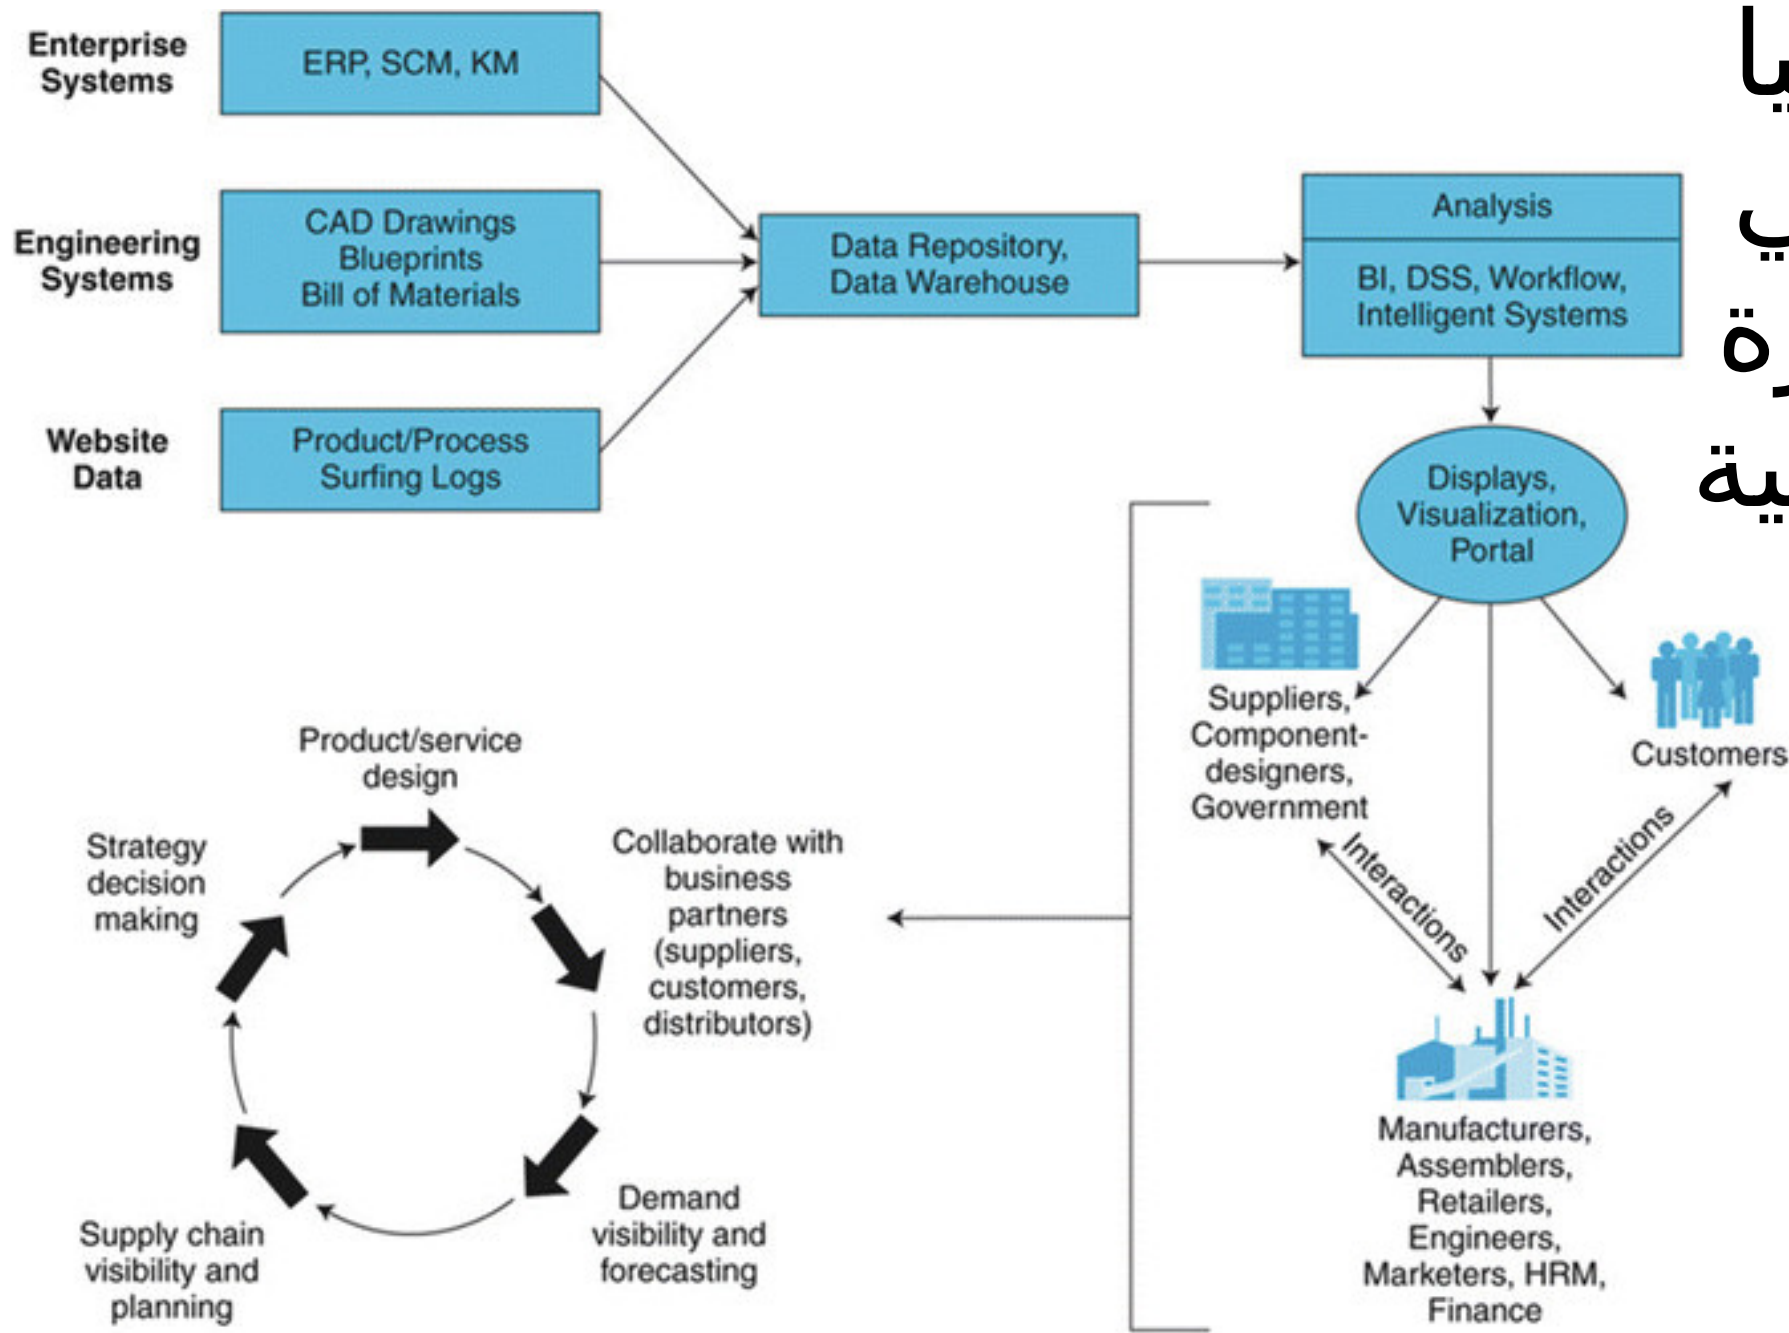 Enterprise
Systems
ERP, SCM, KM
Engineering
Systems
CAD Drawings
Blueprints
Bill of Materials
Website
Data
Product/Process
Surfing Logs
Data Repository,
Data Warehouse
Analysis
BI, DSS, Workflow,
Intelligent Systems
Displays,
Visualization,
Portal
Suppliers,
Component-
designers,
Government
Customers
Interactions
Interactions
Manufacturers,
Assemblers,
Retailers,
Engineers,
Marketers, HRM,
Finance
Product/service
design
Collaborate with
business
partners
(suppliers,
customers,
distributors)
Demand
visibility and
forecasting
Supply chain
visibility and
planning
Strategy
decision
making